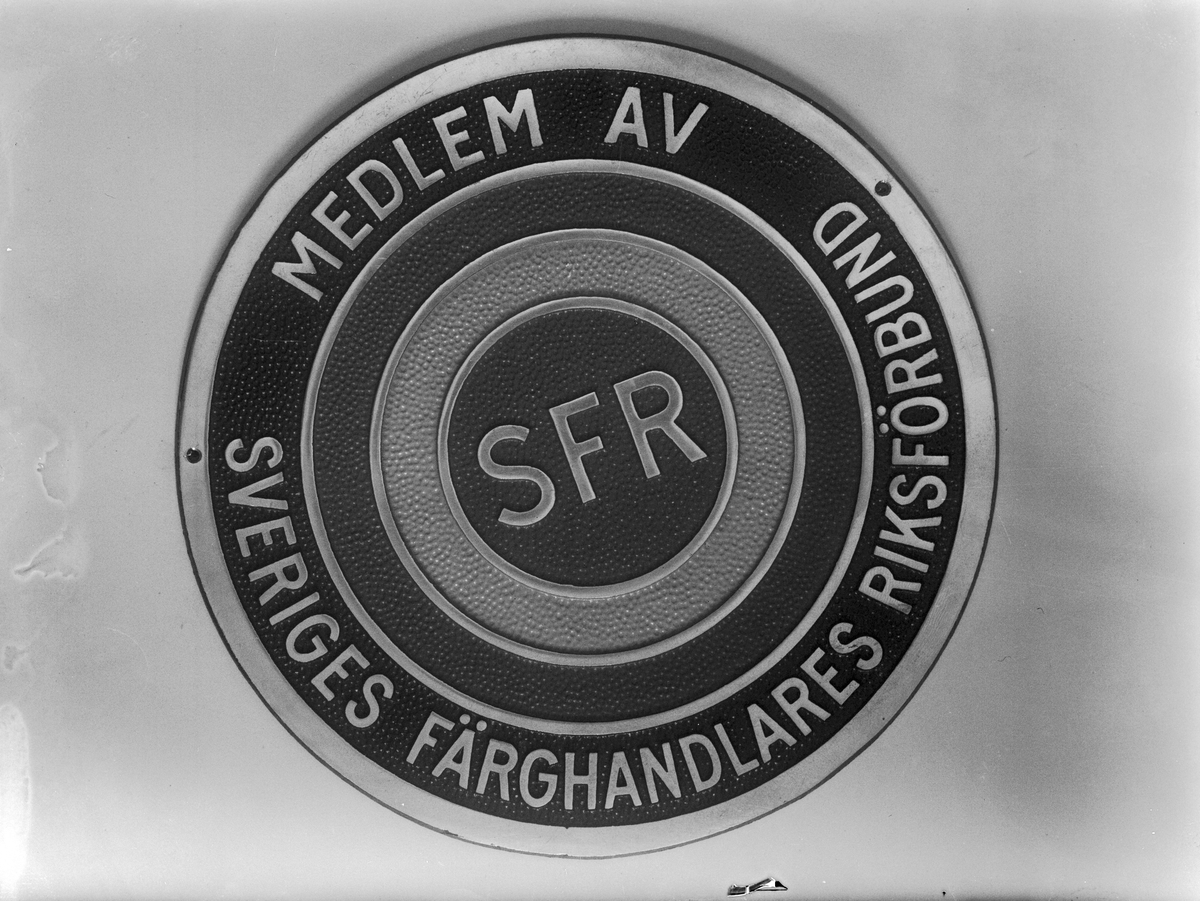 MEDLEM AV
SVERIGES FÄRGHANDLARES RIKSFÖRBUND
SFR